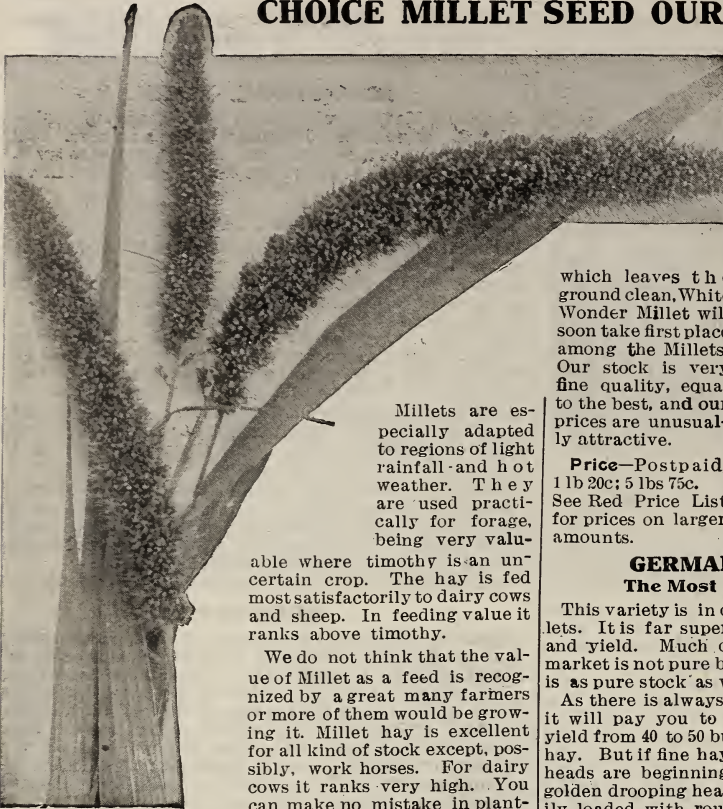 CHOICE MILLET SEED OUR
Millets are es-
pecially adapted
to regions of light
rainfall and hot
weather. They
are used practi-
cally for forage,
being very valu-
able where timothy is an un-
certain crop. The hay is fed
most satisfactorily to dairy cows
and sheep. In feeding value it
ranks above timothy.
We do not think that the val-
ue of Millet as a feed is recog-
nized by a great many farmers
or more of them would be grow-
ing it. Millet hay is excellent
for all kind of stock except, pos-
sibly, work horses. For dairy
cows it ranks very high. You
can make no mistake in plant-
which leaves th
ground clean, Whit
Wonder Millet wil
soon take first place
among the Millets
Our stock is very
fine quality, equa
to the best, and our
prices are unusual-
ly attractive.
Price—Postpaid
1 lb 20c; 5 lbs 75c.
See Red Price List
for prices on larger
amounts.
GERMA
The Most
This variety is in
lets. It is far super
and yield. Much
market is not pure b
is as pure stock as
As there is always
it will pay you to
yield from 40 to 50 bu
hay. But if fine hay
heads are beginning
golden drooping hea
ily loaded with